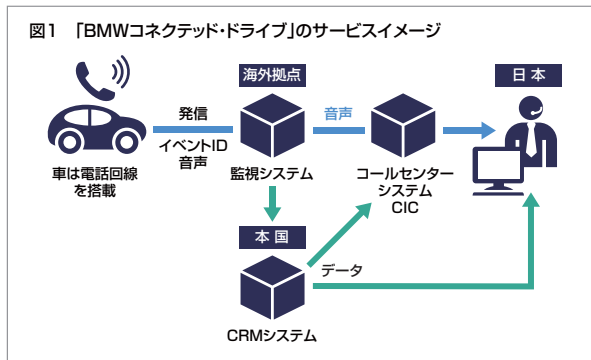 図1 「BMWコネクテッド・ドライブ」のサービスイメージ
海外拠点
日本
発信
音声
イベントID
音声
車は電話回線
を搭載
監視システム
コールセンター
システム
CIC
本国
データ
CRMシステム